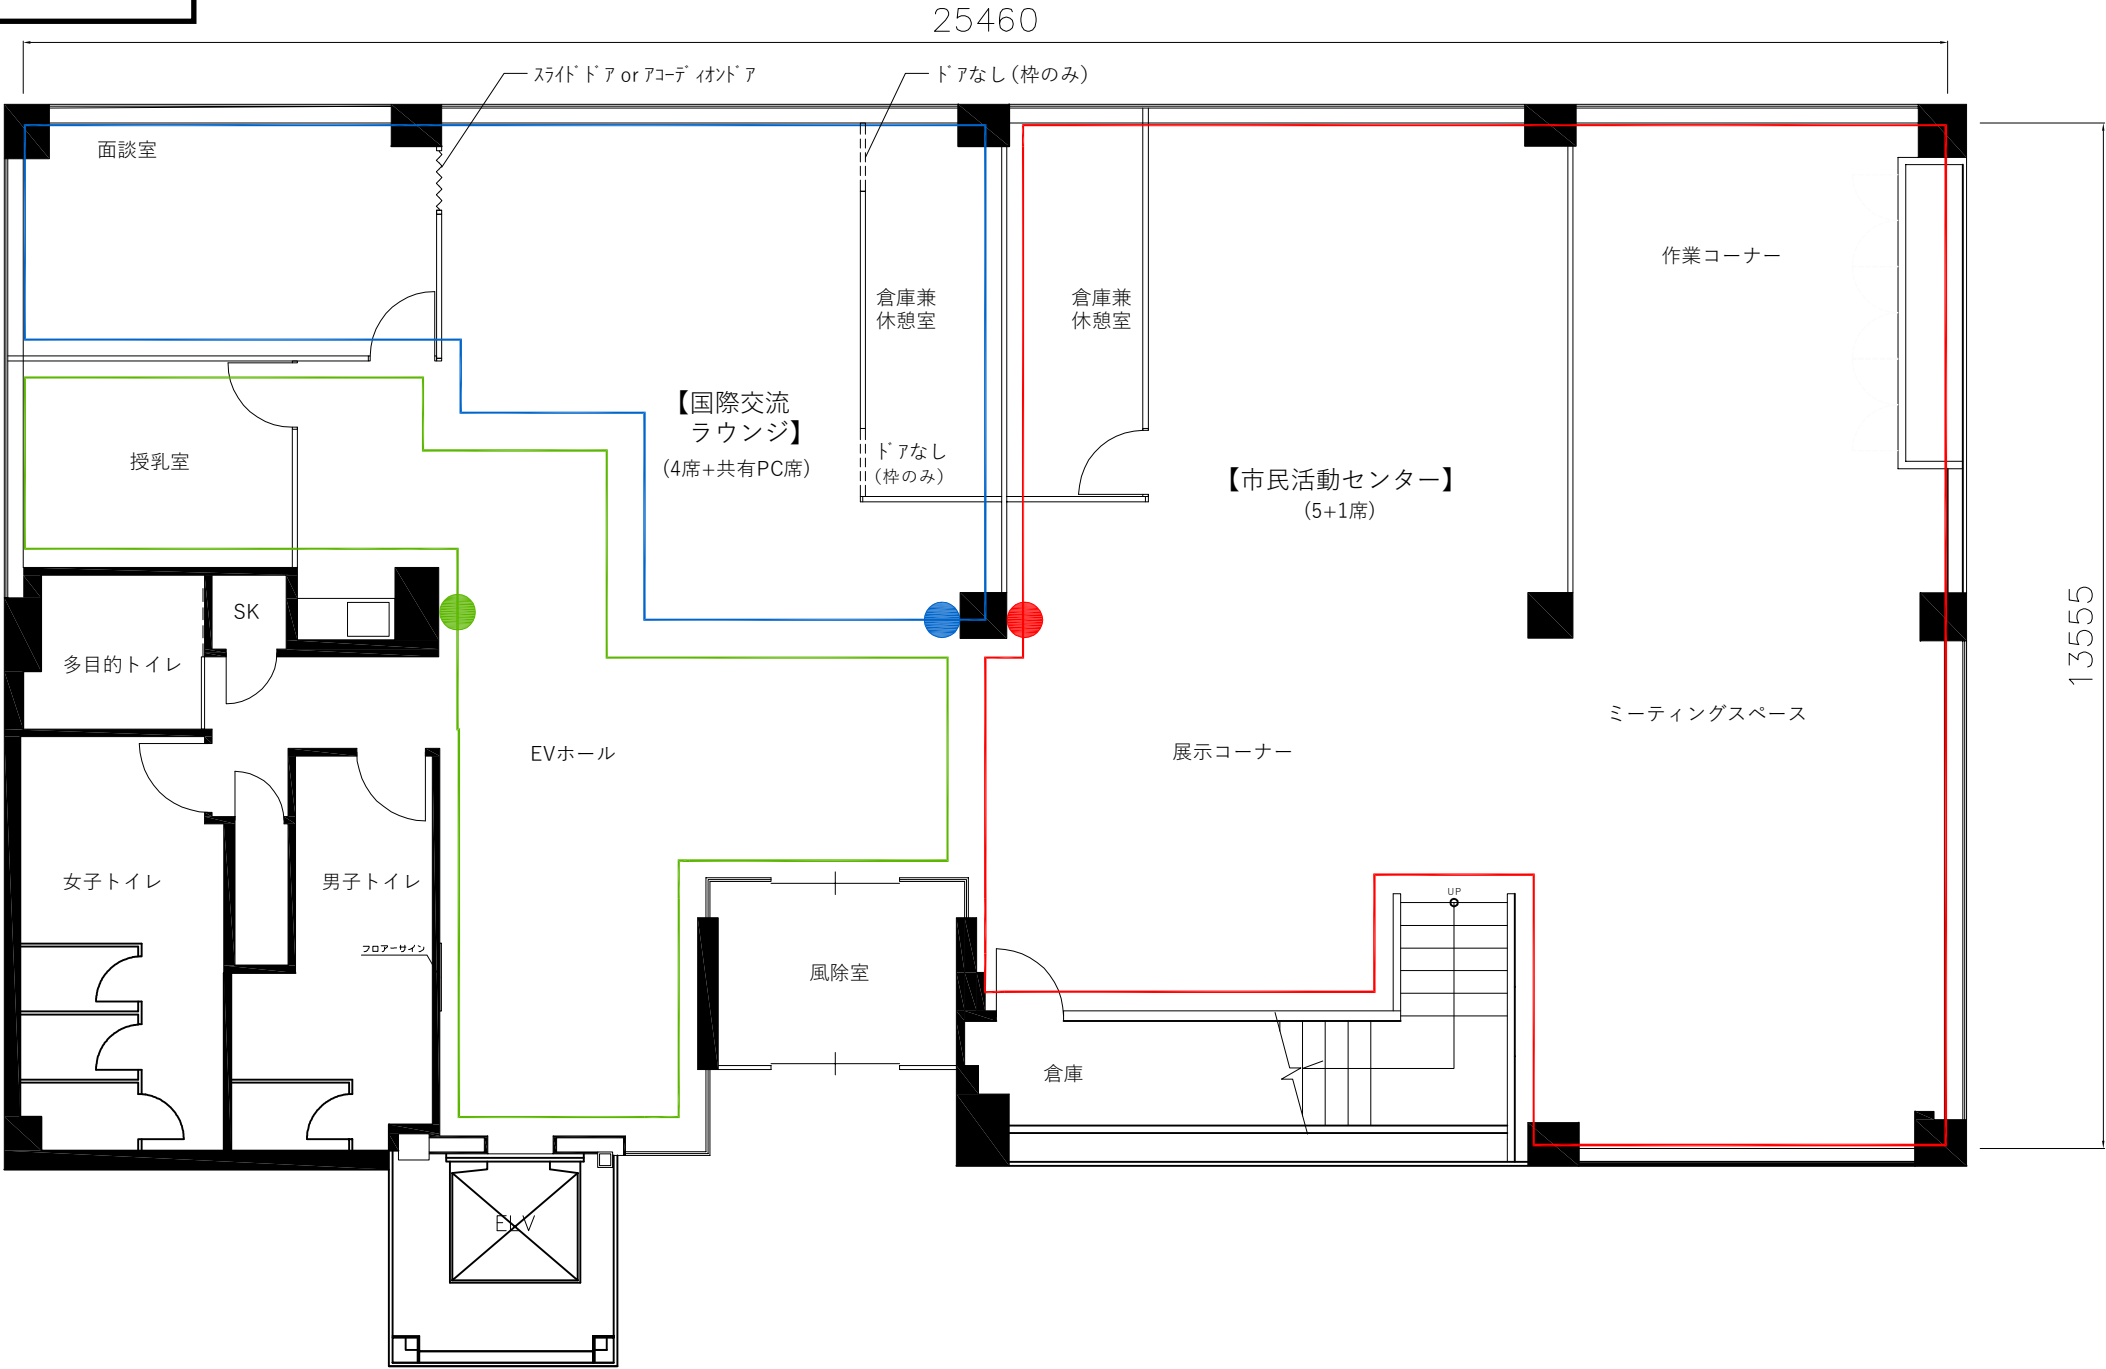 25460
ｽﾗｲﾄﾞﾄﾞｱ or ｱｺｰﾃﾞｨｵﾝﾄﾞｱ
ﾄﾞｱなし(枠のみ)
面談室
作業コーナー
倉庫兼
休憩室
倉庫兼
休憩室
【国際交流
ラウンジ】
(4席+共有PC席)
ﾄﾞｱなし
(枠のみ)
授乳室
【市民活動センター】
(5+1席)
SK
多目的トイレ
13555
ミーティングスペース
EVホール
展示コーナー
女子トイレ
男子トイレ
UP
フロアーサイン
風除室
倉庫
ELV